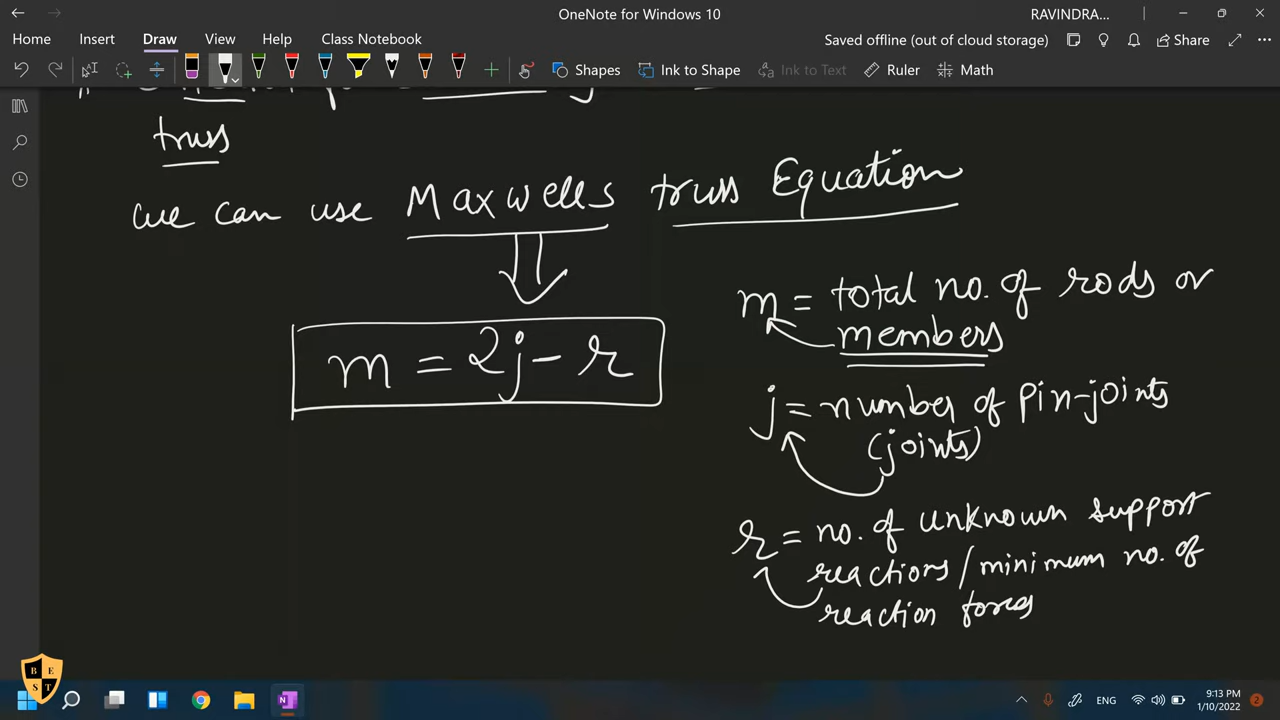 OneNote for Windows 10
RAVINDRA...
Home Insert Draw View Help Class Notebook
Saved offline (out of cloud storage)
Share
Shapes
Ink to Shape
Ink to Text
Ruler
Math
truss
we can use Maxwells truss Equation
m = 2j - r
m = total no. of rods or
members
j = number of pin-joints
(joints)
r = no. of unknown support
reactions/minimum no. of
reaction forces
BEST
ENG
9:13 PM
1/10/2022
2